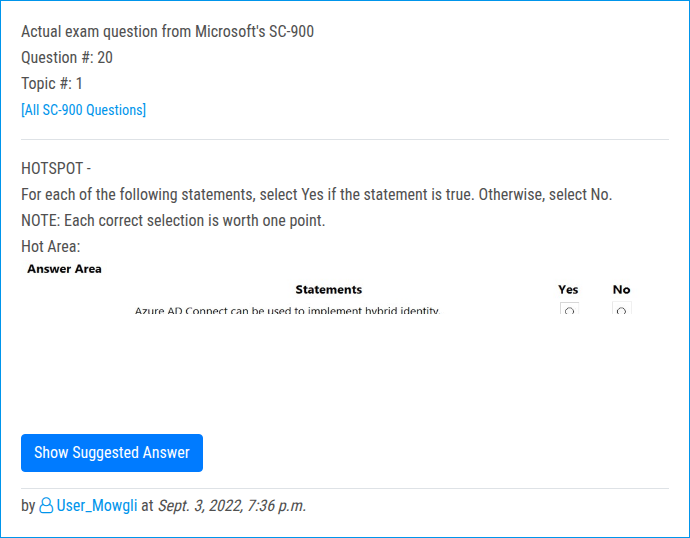 Actual exam question from Microsoft's SC-900
Question #: 20
Topic #: 1
[All SC-900 Questions]
HOTSPOT -
For each of the following statements, select Yes if the statement is true. Otherwise, select No.
NOTE: Each correct selection is worth one point.
Hot Area:
Answer Area
Statements Yes No
Azure AD Connect can be used to implement hybrid identity.
Show Suggested Answer
by User_Mowgli at Sept. 3, 2022, 7:36 p.m.